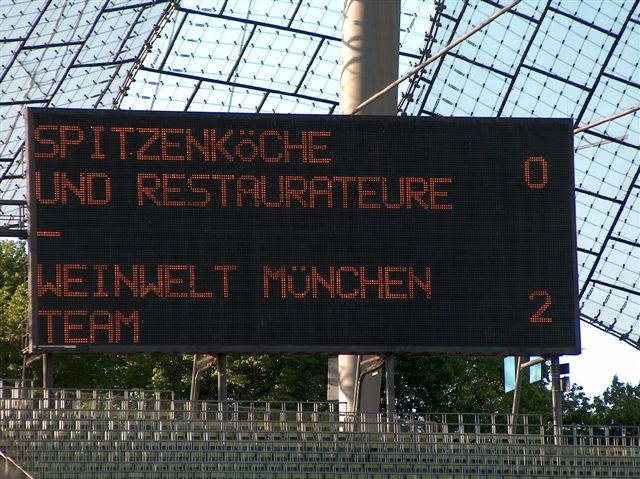 SPITZENKÖCHE
UND RESTAURATEURE 0
–
WEINWELT MÜNCHEN
TEAM 2